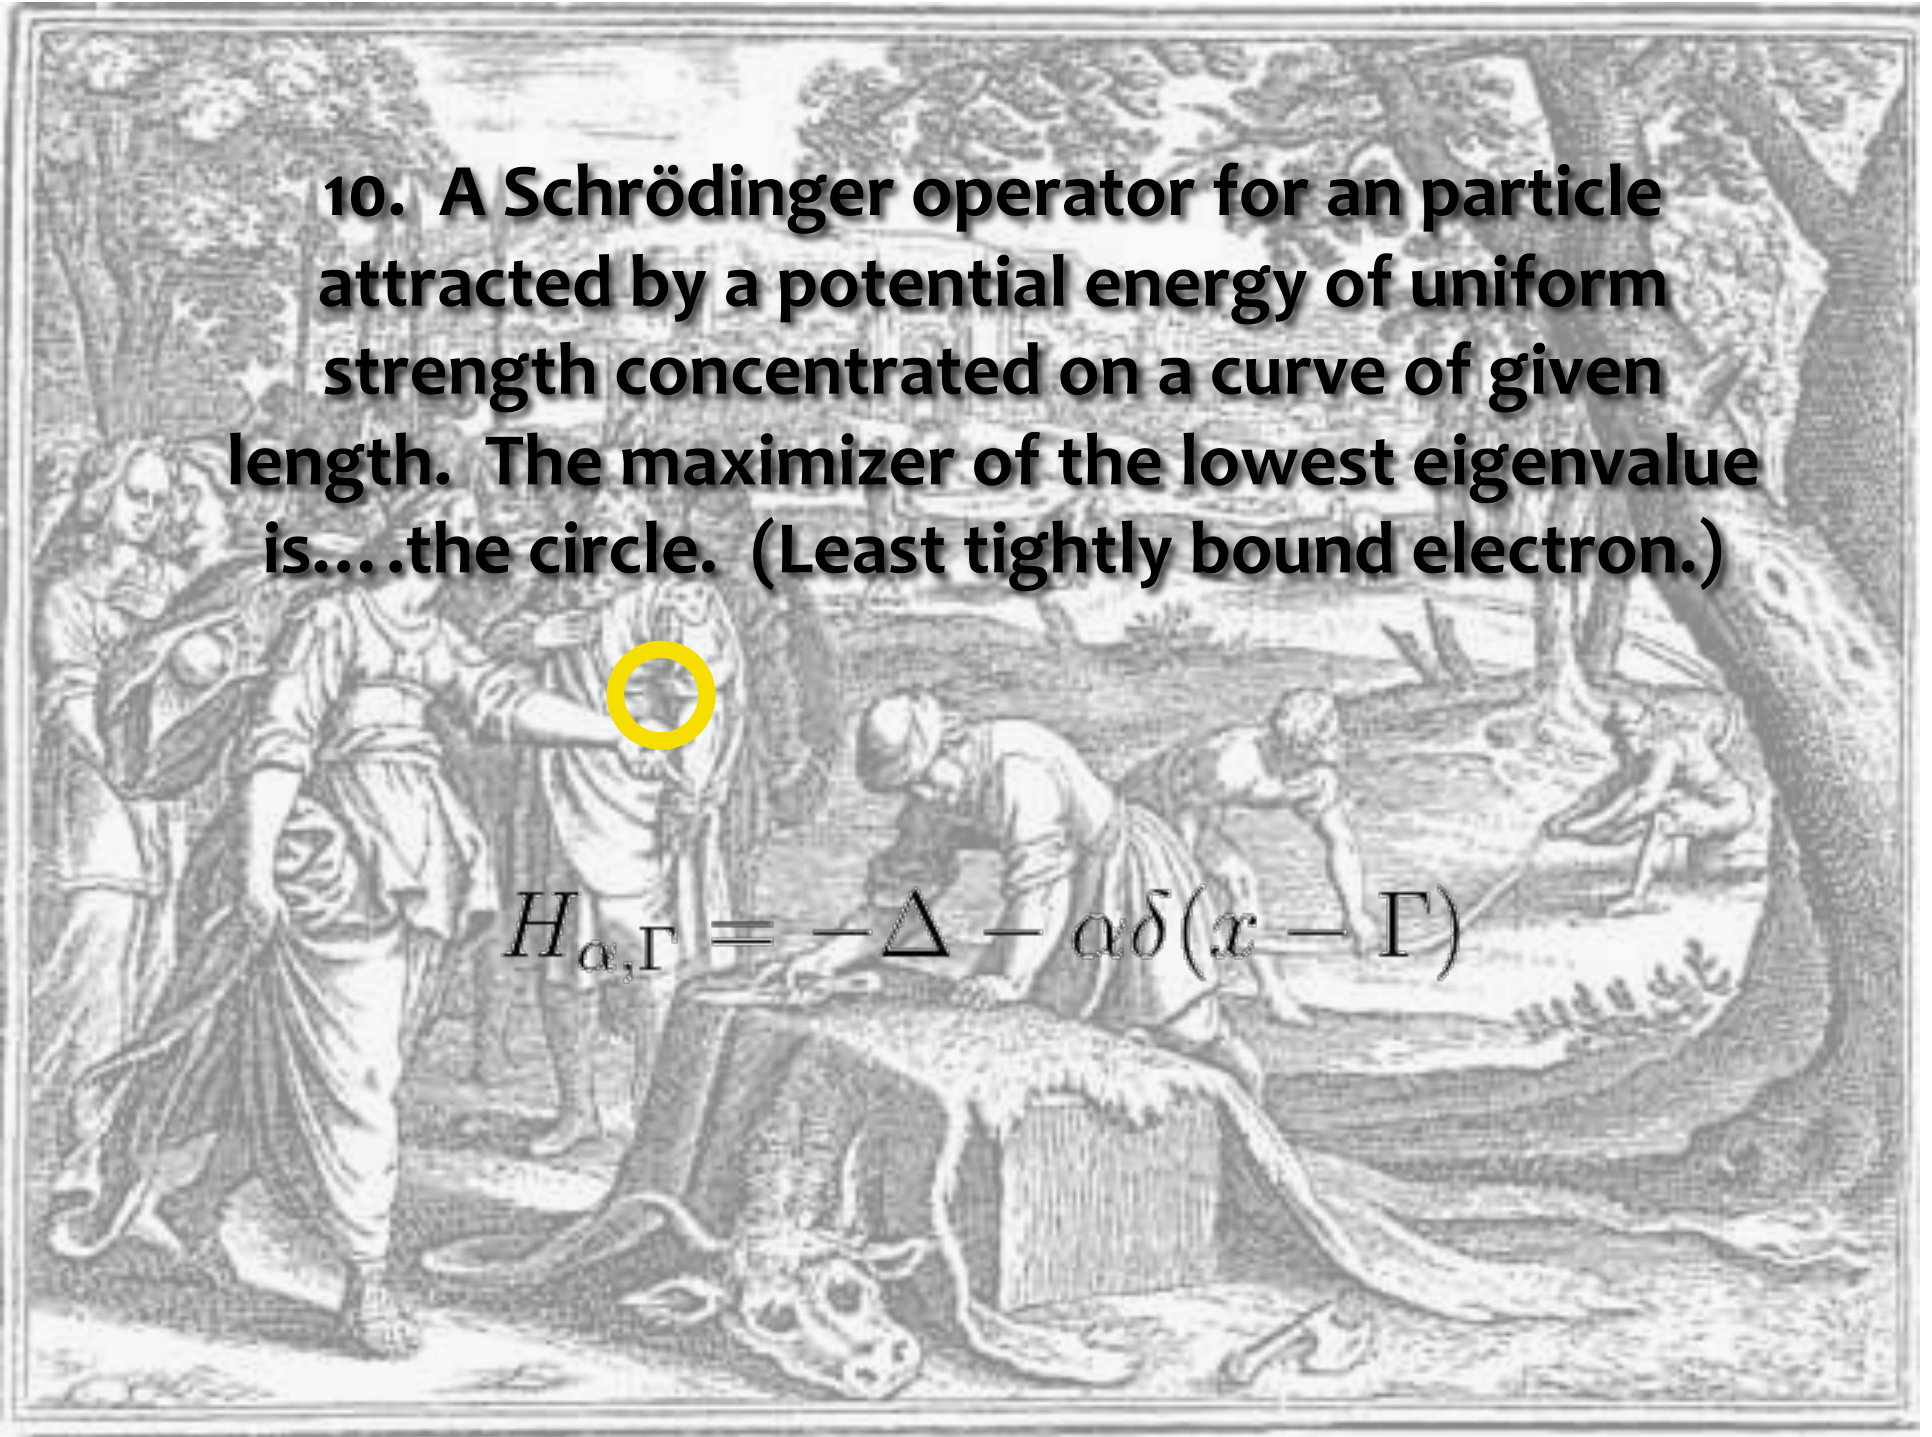 10.  A Schrödinger operator for an particle
attracted by a potential energy of uniform
strength concentrated on a curve of given
length.  The maximizer of the lowest eigenvalue
is….the circle.  (Least tightly bound electron.)
H_{α,Γ} = −Δ − αδ(x − Γ)